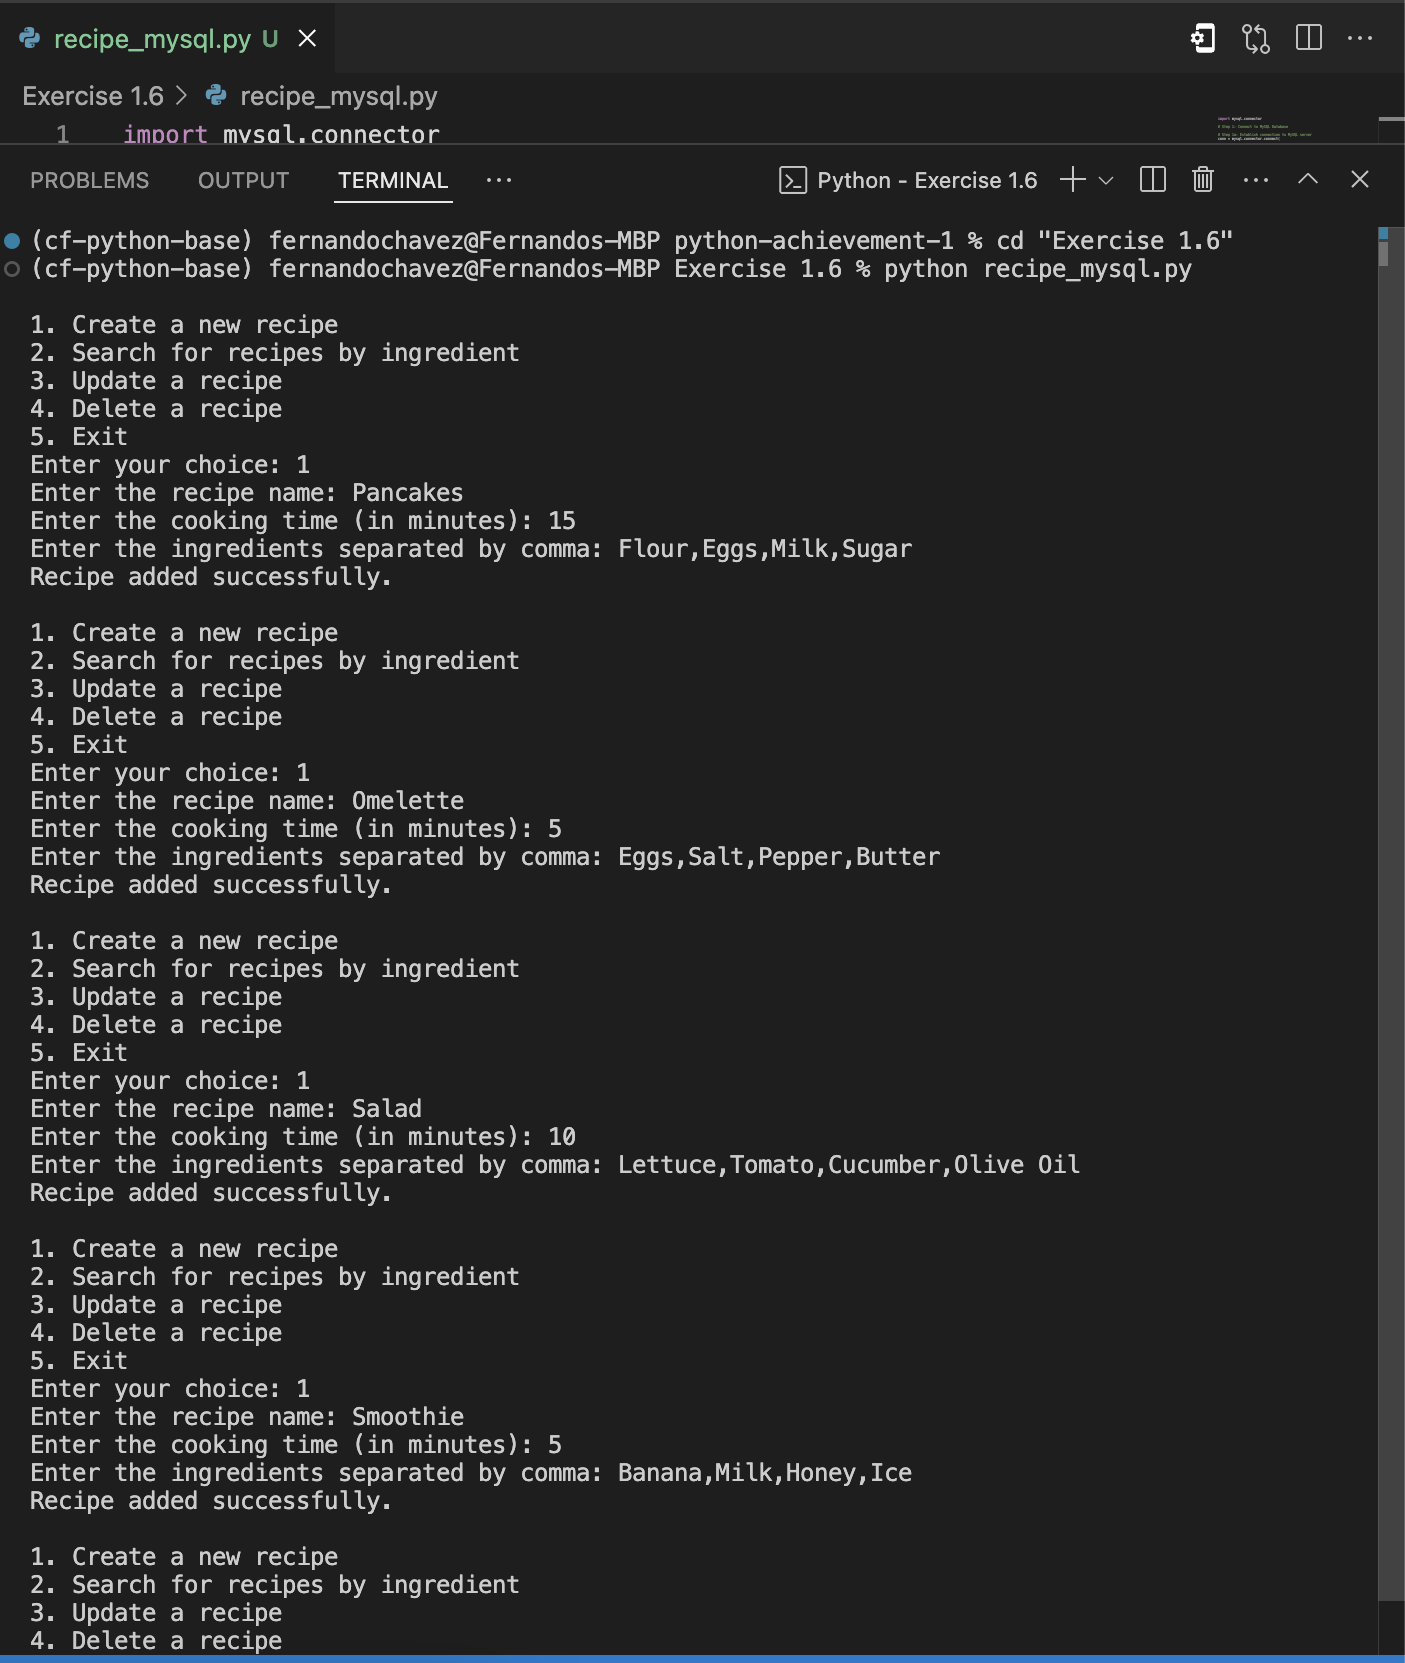 recipe_mysql.py U
Exercise 1.6 > recipe_mysql.py
1 import mysql.connector
PROBLEMS OUTPUT TERMINAL ... Python - Exercise 1.6
(cf-python-base) fernandochavez@Fernandos-MBP python-achievement-1 % cd "Exercise 1.6"
(cf-python-base) fernandochavez@Fernandos-MBP Exercise 1.6 % python recipe_mysql.py
1. Create a new recipe
2. Search for recipes by ingredient
3. Update a recipe
4. Delete a recipe
5. Exit
Enter your choice: 1
Enter the recipe name: Pancakes
Enter the cooking time (in minutes): 15
Enter the ingredients separated by comma: Flour,Eggs,Milk,Sugar
Recipe added successfully.
1. Create a new recipe
2. Search for recipes by ingredient
3. Update a recipe
4. Delete a recipe
5. Exit
Enter your choice: 1
Enter the recipe name: Omelette
Enter the cooking time (in minutes): 5
Enter the ingredients separated by comma: Eggs,Salt,Pepper,Butter
Recipe added successfully.
1. Create a new recipe
2. Search for recipes by ingredient
3. Update a recipe
4. Delete a recipe
5. Exit
Enter your choice: 1
Enter the recipe name: Salad
Enter the cooking time (in minutes): 10
Enter the ingredients separated by comma: Lettuce,Tomato,Cucumber,Olive Oil
Recipe added successfully.
1. Create a new recipe
2. Search for recipes by ingredient
3. Update a recipe
4. Delete a recipe
5. Exit
Enter your choice: 1
Enter the recipe name: Smoothie
Enter the cooking time (in minutes): 5
Enter the ingredients separated by comma: Banana,Milk,Honey,Ice
Recipe added successfully.
1. Create a new recipe
2. Search for recipes by ingredient
3. Update a recipe
4. Delete a recipe